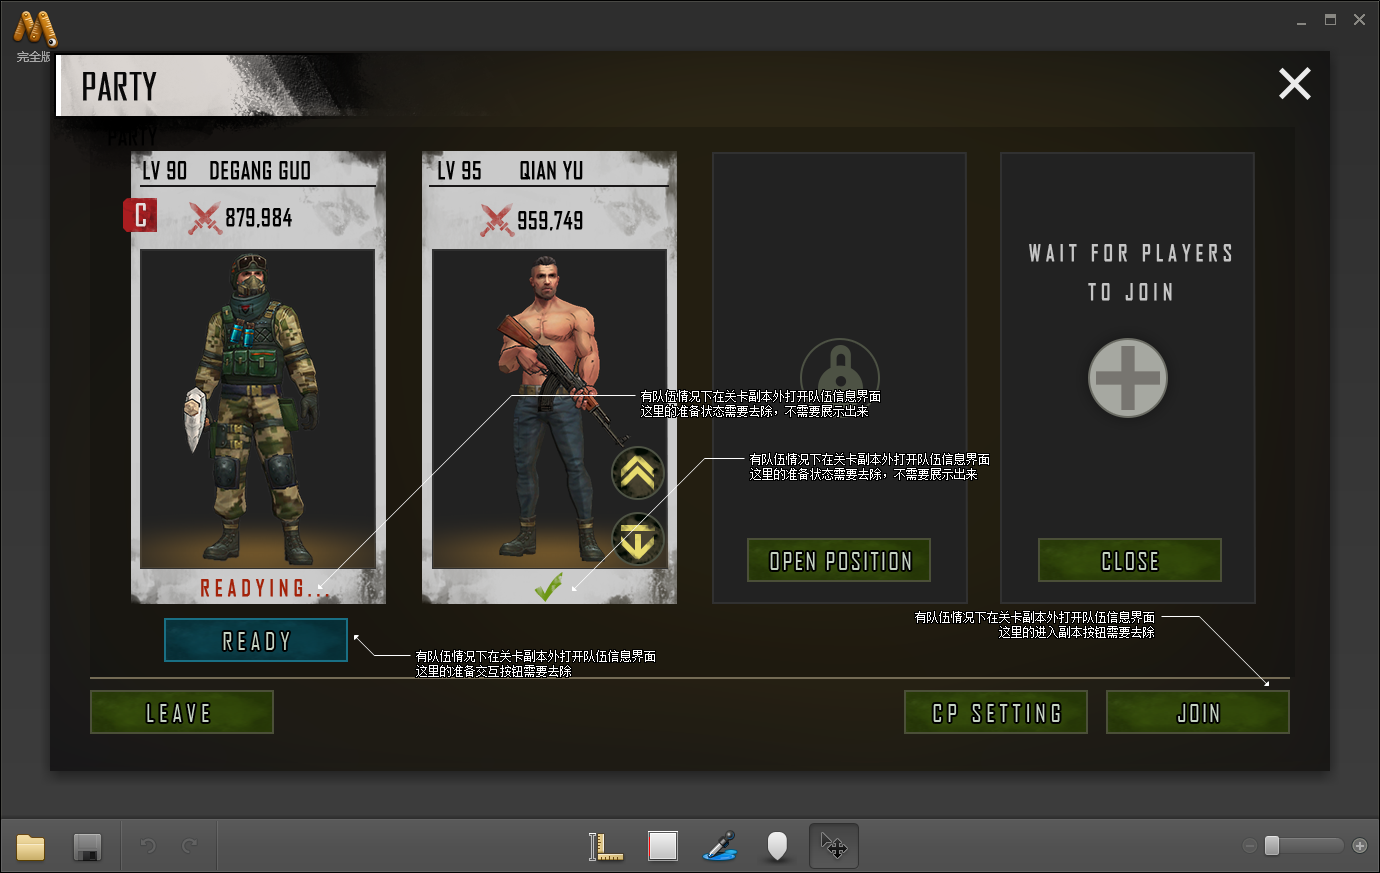 完全版
PARTY
PARTY
LV 90 DEGANG GUO
C
879,984
LV 95 QIAN YU
959,749
WAIT FOR PLAYERS
TO JOIN
有队伍情况下在关卡副本外打开队伍信息界面
这里的准备状态需要去除，不需要展示出来
有队伍情况下在关卡副本外打开队伍信息界面
这里的准备状态需要去除，不需要展示出来
OPEN POSITION
CLOSE
READYING...
READY
有队伍情况下在关卡副本外打开队伍信息界面
这里的准备交互按钮需要去除
有队伍情况下在关卡副本外打开队伍信息界面
这里的进入副本按钮需要去除
LEAVE
CP SETTING
JOIN